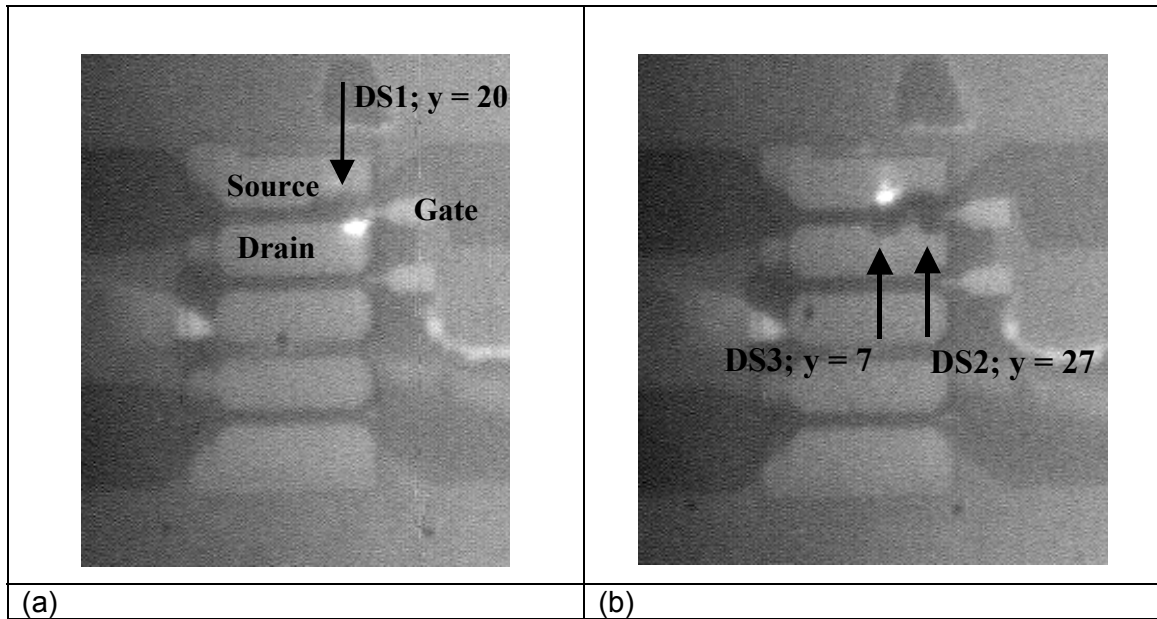 DS1; y = 20
Source
Gate
Drain
DS3; y = 7
DS2; y = 27
(a)
(b)